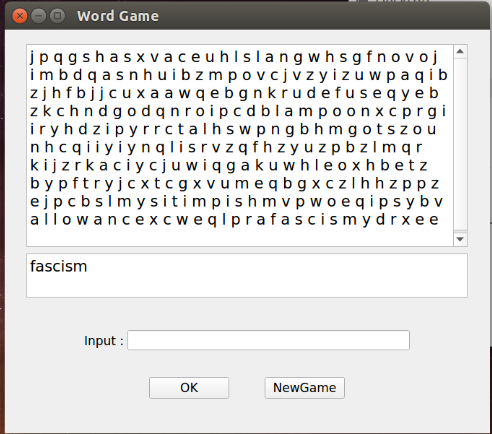 Word Game
j p q g s h a s x v a c e u h l s l a n g w h s g f n o v o j
i m b d q a s n h u i b z m p o v c j v z y i z u w p a q i b
z j h f b j j c u x a a w q e b g n k r u d e f u s e q y e b
z k c h n d g o d q n r o i p c d b l a m p o o n x c p r g i
i r y h d z i p y r r c t a l h s w p n g b h m g o t s z o u
n h c q i i y i y n q l i s r v z q f h z y u z p b z l m q r
k i j z r k a c i y c j u w i q g a k u w h l e o x h b e t z
b y p f t r y j c x t c g x v u m e q b g x c z l h h z p p z
e j p c b s l m y s i t i m p i s h m v p w o e q i p s y b v
a l l o w a n c e x c w e q l p r a f a s c i s m y d r x e e
fascism
Input :
OK NewGame